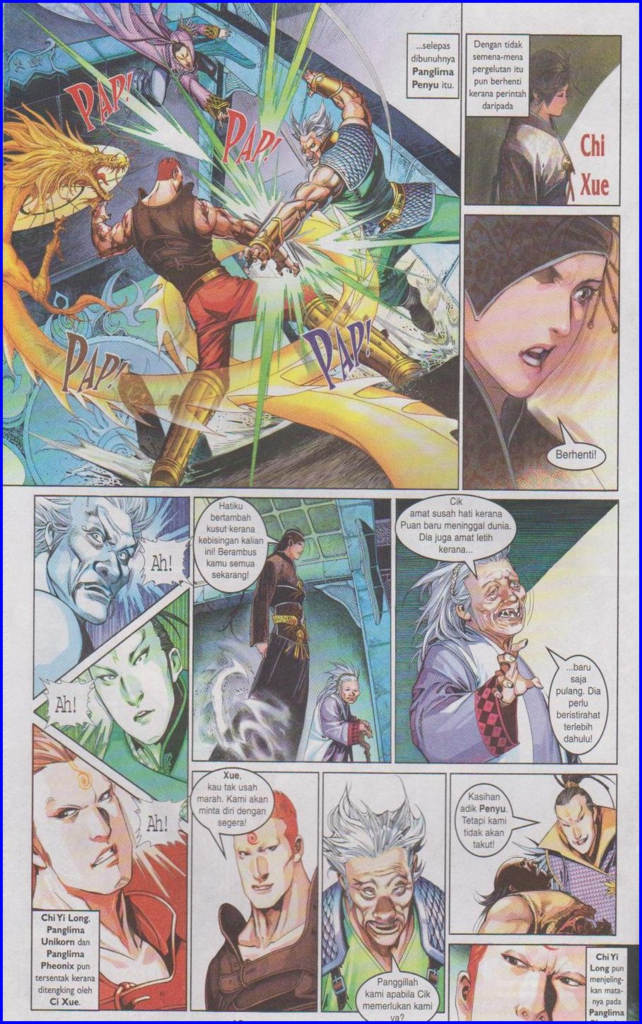 ...selepas
dibunuhnya
Panglima
Penyu itu.
Dengan tidak
semena-mena
pergelutan itu
pun berhenti
kerana perintah
daripada
Chi
Xue
PAP!
PAP!
PAP!
PAP!
Berhenti!
Ah!
Ah!
Ah!
Hatiku
bertambah
kusut kerana
kebisingan kalian
ini! Berambus
kamu semua
sekarang!
Cik
amat susah hati kerana
Puan baru meninggal dunia.
Dia juga amat letih
kerana...
...baru
saja
pulang. Dia
perlu
beristirahat
terlebih
dahulu!
Chi Yi Long,
Panglima
Unikorn dan
Panglima
Pheonix pun
tersentak kerana
ditengking oleh
Ci Xue.
Xue,
kau tak usah
marah. Kami akan
minta diri dengan
segera!
Panggillah
kami apabila Cik
memerlukan kami
ya?
Kasihan
adik Penyu.
Tetapi kami
tidak akan
takut!
Chi Yi
Long pun
menjeling-
kan mata-
nya pada
Panglima